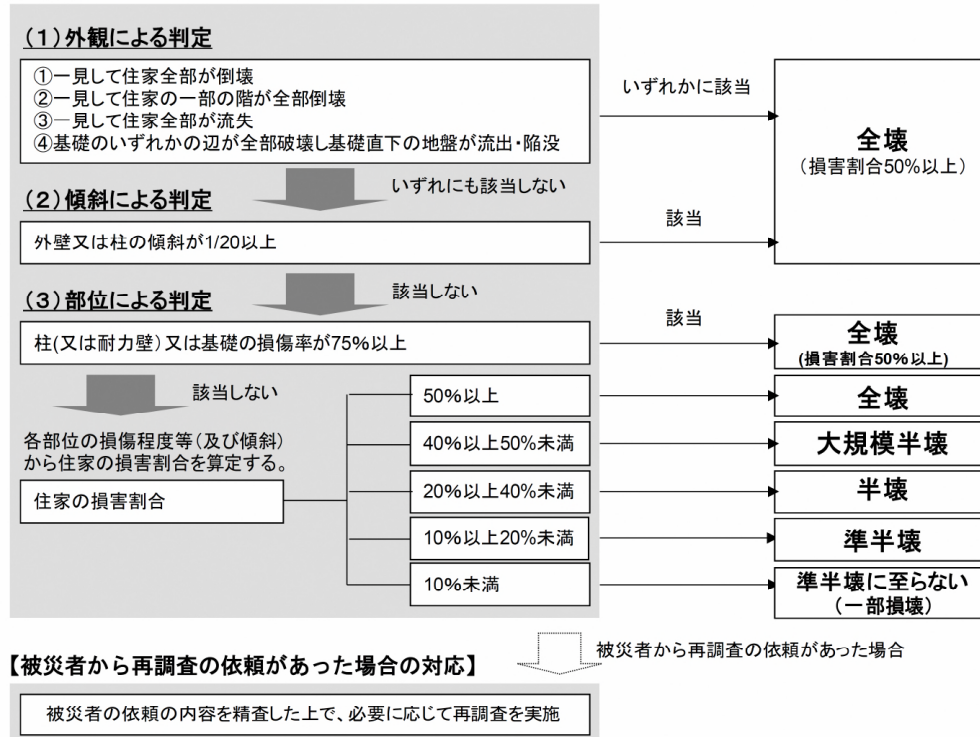 (1)外観による判定
①一見して住家全部が倒壊
②一見して住家の一部の階が全部倒壊
③一見して住家全部が流失
④基礎のいずれかの辺が全部破壊し基礎直下の地盤が流出・陥没
いずれかに該当
全壊
(損害割合50%以上)
いずれにも該当しない
(2)傾斜による判定
外壁又は柱の傾斜が1/20以上
該当
該当しない
(3)部位による判定
柱(又は耐力壁)又は基礎の損傷率が75%以上
該当
全壊
(損害割合50%以上)
該当しない
各部位の損傷程度等(及び傾斜)
から住家の損害割合を算定する。
住家の損害割合
50%以上
全壊
40%以上50%未満
大規模半壊
20%以上40%未満
半壊
10%以上20%未満
準半壊
10%未満
準半壊に至らない
(一部損壊)
被災者から再調査の依頼があった場合
【被災者から再調査の依頼があった場合の対応】
被災者の依頼の内容を精査した上で、必要に応じて再調査を実施